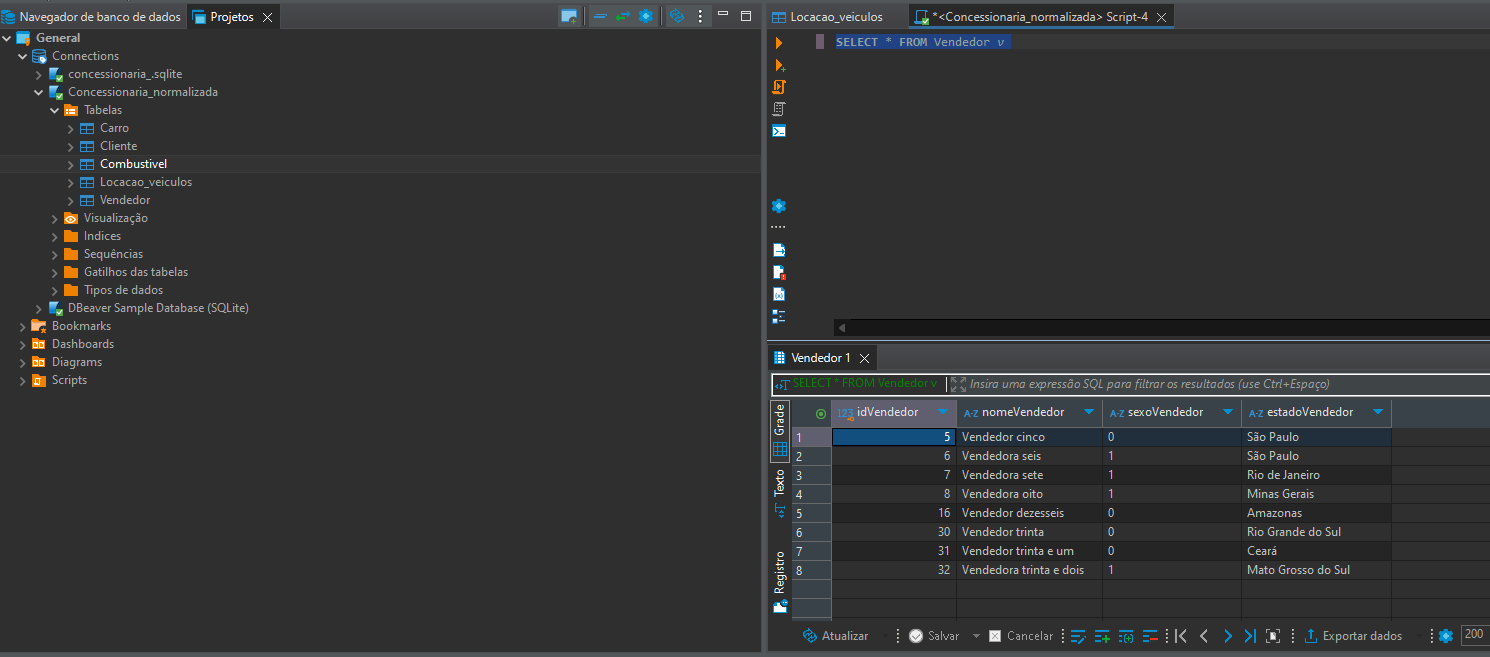 Navegador de banco de dados
Projetos
General
Connections
concessionaria_.sqlite
Concessionaria_normalizada
Tabelas
Carro
Cliente
Combustivel
Locacao_veiculos
Vendedor
Visualização
Indices
Sequências
Gatilhos das tabelas
Tipos de dados
DBeaver Sample Database (SQLite)
Bookmarks
Dashboards
Diagrams
Scripts
Locacao_veiculos
*<Concessionaria_normalizada> Script-4
SELECT * FROM Vendedor v
Vendedor 1
SELECT * FROM Vendedor v Insira uma expressão SQL para filtrar os resultados (use Ctrl+Espaço)
Grade
Texto
Registro
123 idVendedor A-Z nomeVendedor A-Z sexoVendedor A-Z estadoVendedor
1 5 Vendedor cinco 0 São Paulo
2 6 Vendedora seis 1 São Paulo
3 7 Vendedora sete 1 Rio de Janeiro
4 8 Vendedora oito 1 Minas Gerais
5 16 Vendedor dezesseis 0 Amazonas
6 30 Vendedor trinta 0 Rio Grande do Sul
7 31 Vendedor trinta e um 0 Ceará
8 32 Vendedora trinta e dois 1 Mato Grosso do Sul
Atualizar Salvar Cancelar Exportar dados 200